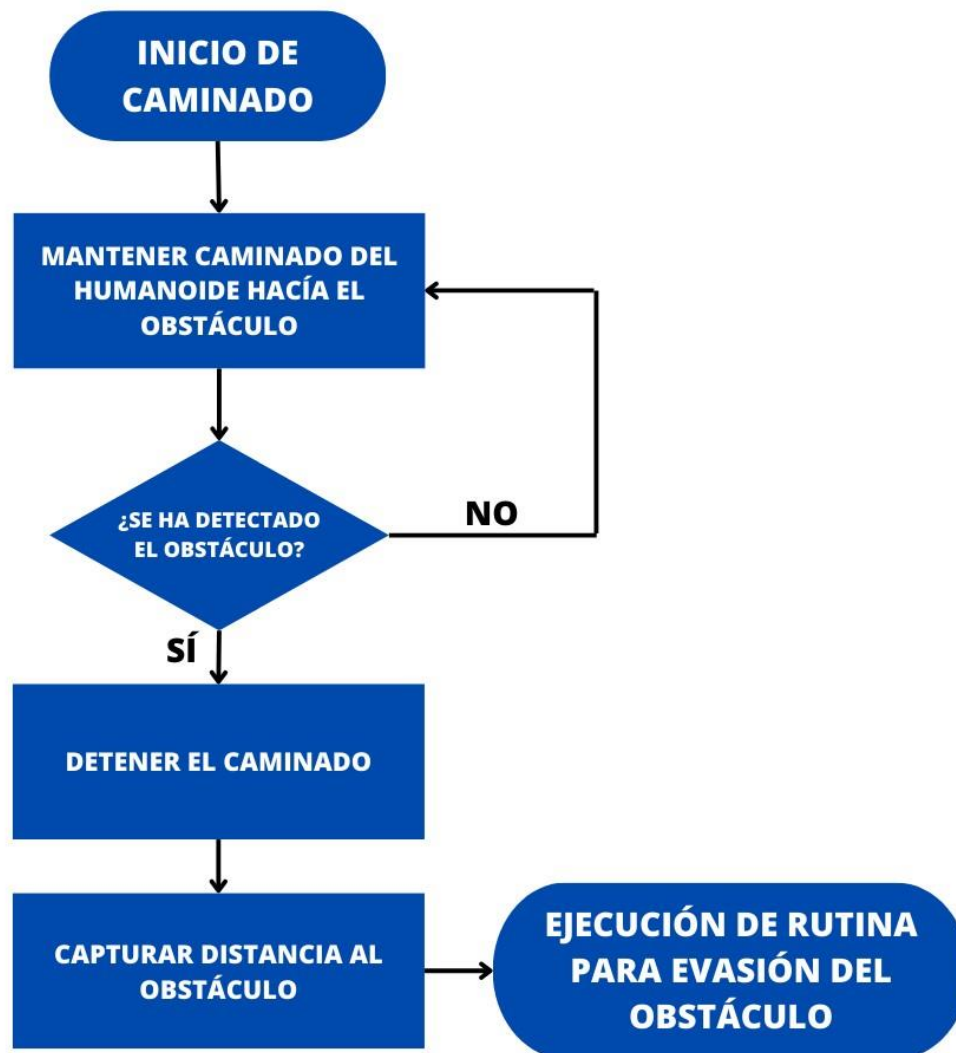 INICIO DE
CAMINADO
MANTENER CAMINADO DEL
HUMANOIDE HACÍA EL
OBSTÁCULO
¿SE HA DETECTADO
EL OBSTÁCULO?
NO
SÍ
DETENER EL CAMINADO
CAPTURAR DISTANCIA AL
OBSTÁCULO
EJECUCIÓN DE RUTINA
PARA EVASIÓN DEL
OBSTÁCULO